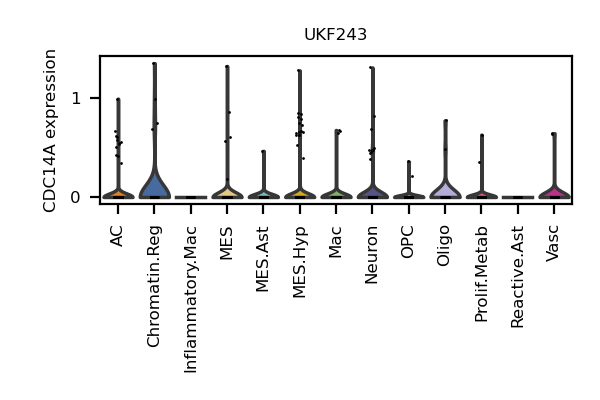 UKF243
CDC14A expression
1
0
AC
Chromatin.Reg
Inflammatory.Mac
MES
MES.Ast
MES.Hyp
Mac
Neuron
OPC
Oligo
Prolif.Metab
Reactive.Ast
Vasc